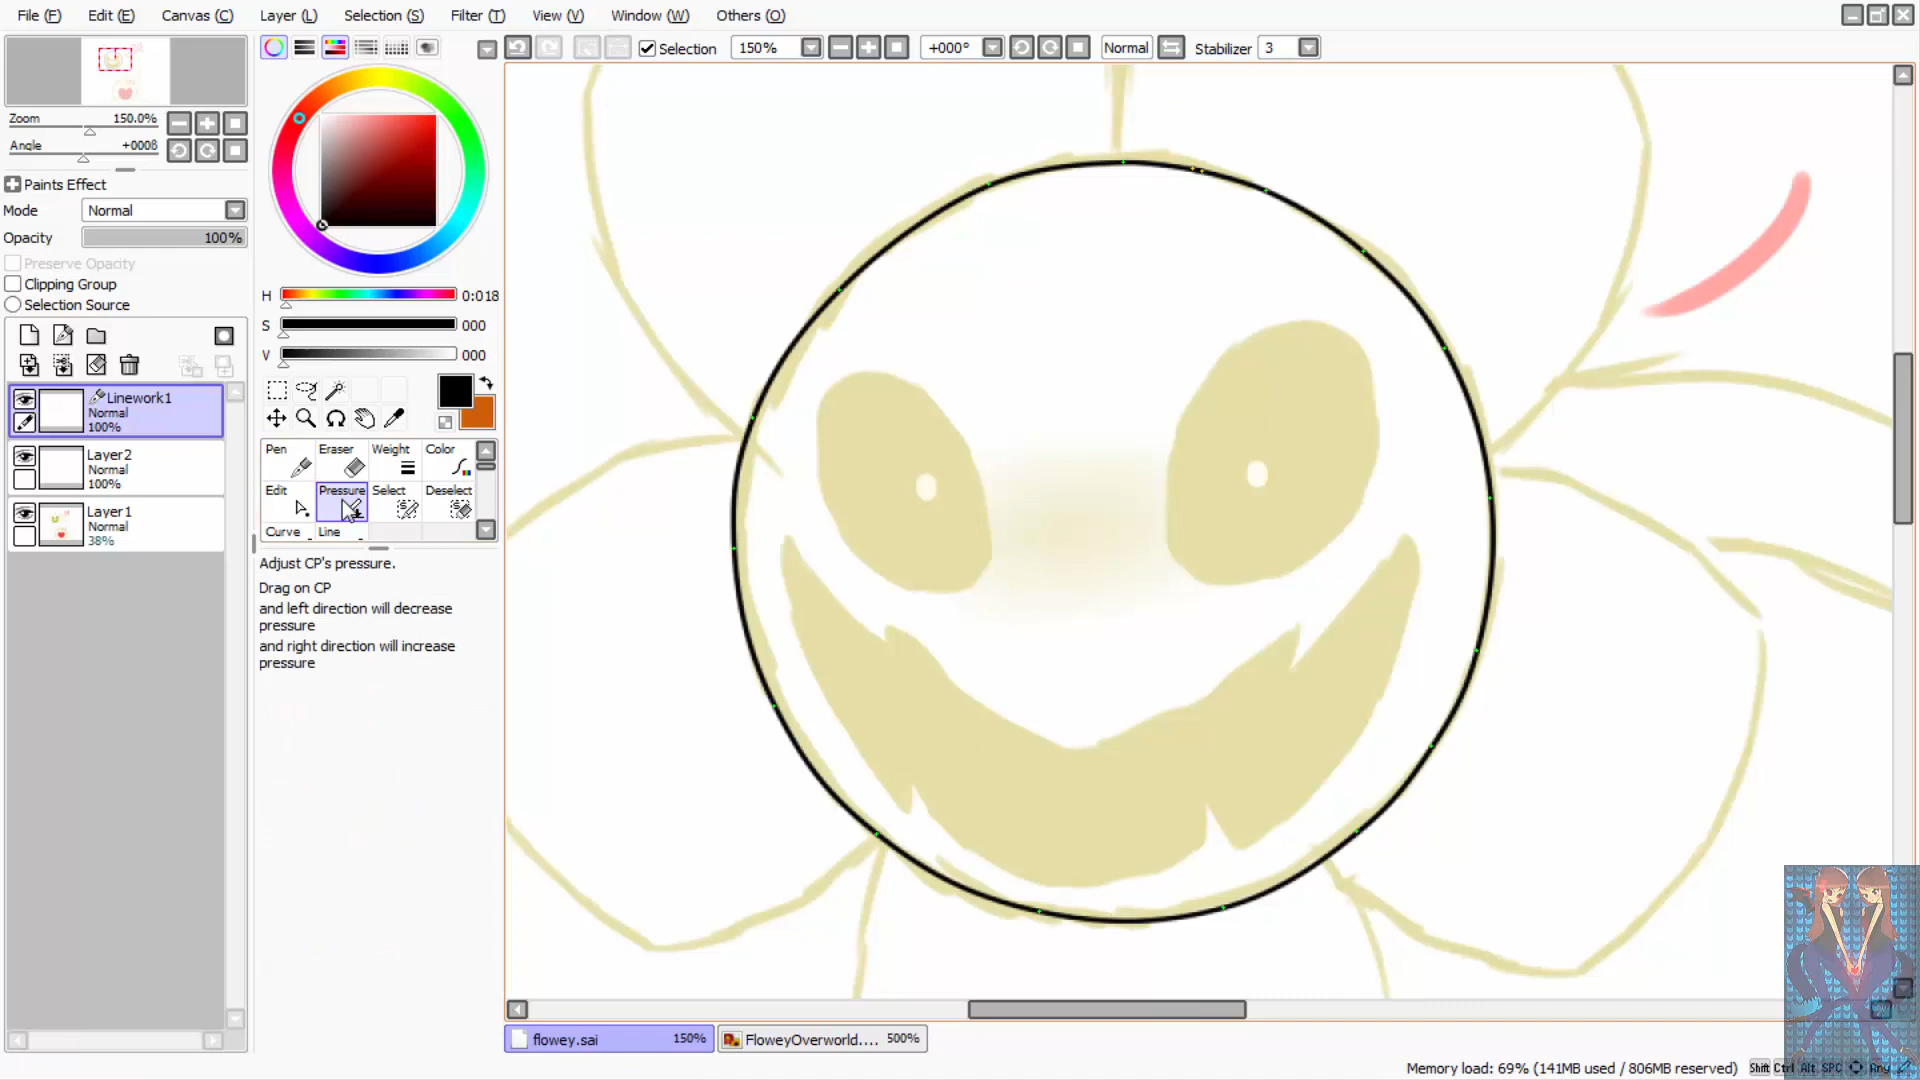 File (F) Edit (E) Canvas (C) Layer (L) Selection (S) Filter (T) View (V) Window (W) Others (O)
Selection 150% +000° Normal Stabilizer 3
Zoom 150.0%
Angle +000ß
Paints Effect
Mode Normal
Opacity 100%
Preserve Opacity
Clipping Group
Selection Source
Linework1
Normal
100%
Layer2
Normal
100%
Layer1
Normal
38%
H 0:018
S 000
V 000
Pen Eraser Weight Color
Edit Pressure Select Deselect
Curve Line
Adjust CP's pressure.
Drag on CP
and left direction will decrease
pressure
and right direction will increase
pressure
flowey.sai 150% FloweyOverworld.... 500%
Memory load: 69% (141MB used / 806MB reserved) Shift Ctrl Alt SPC Any